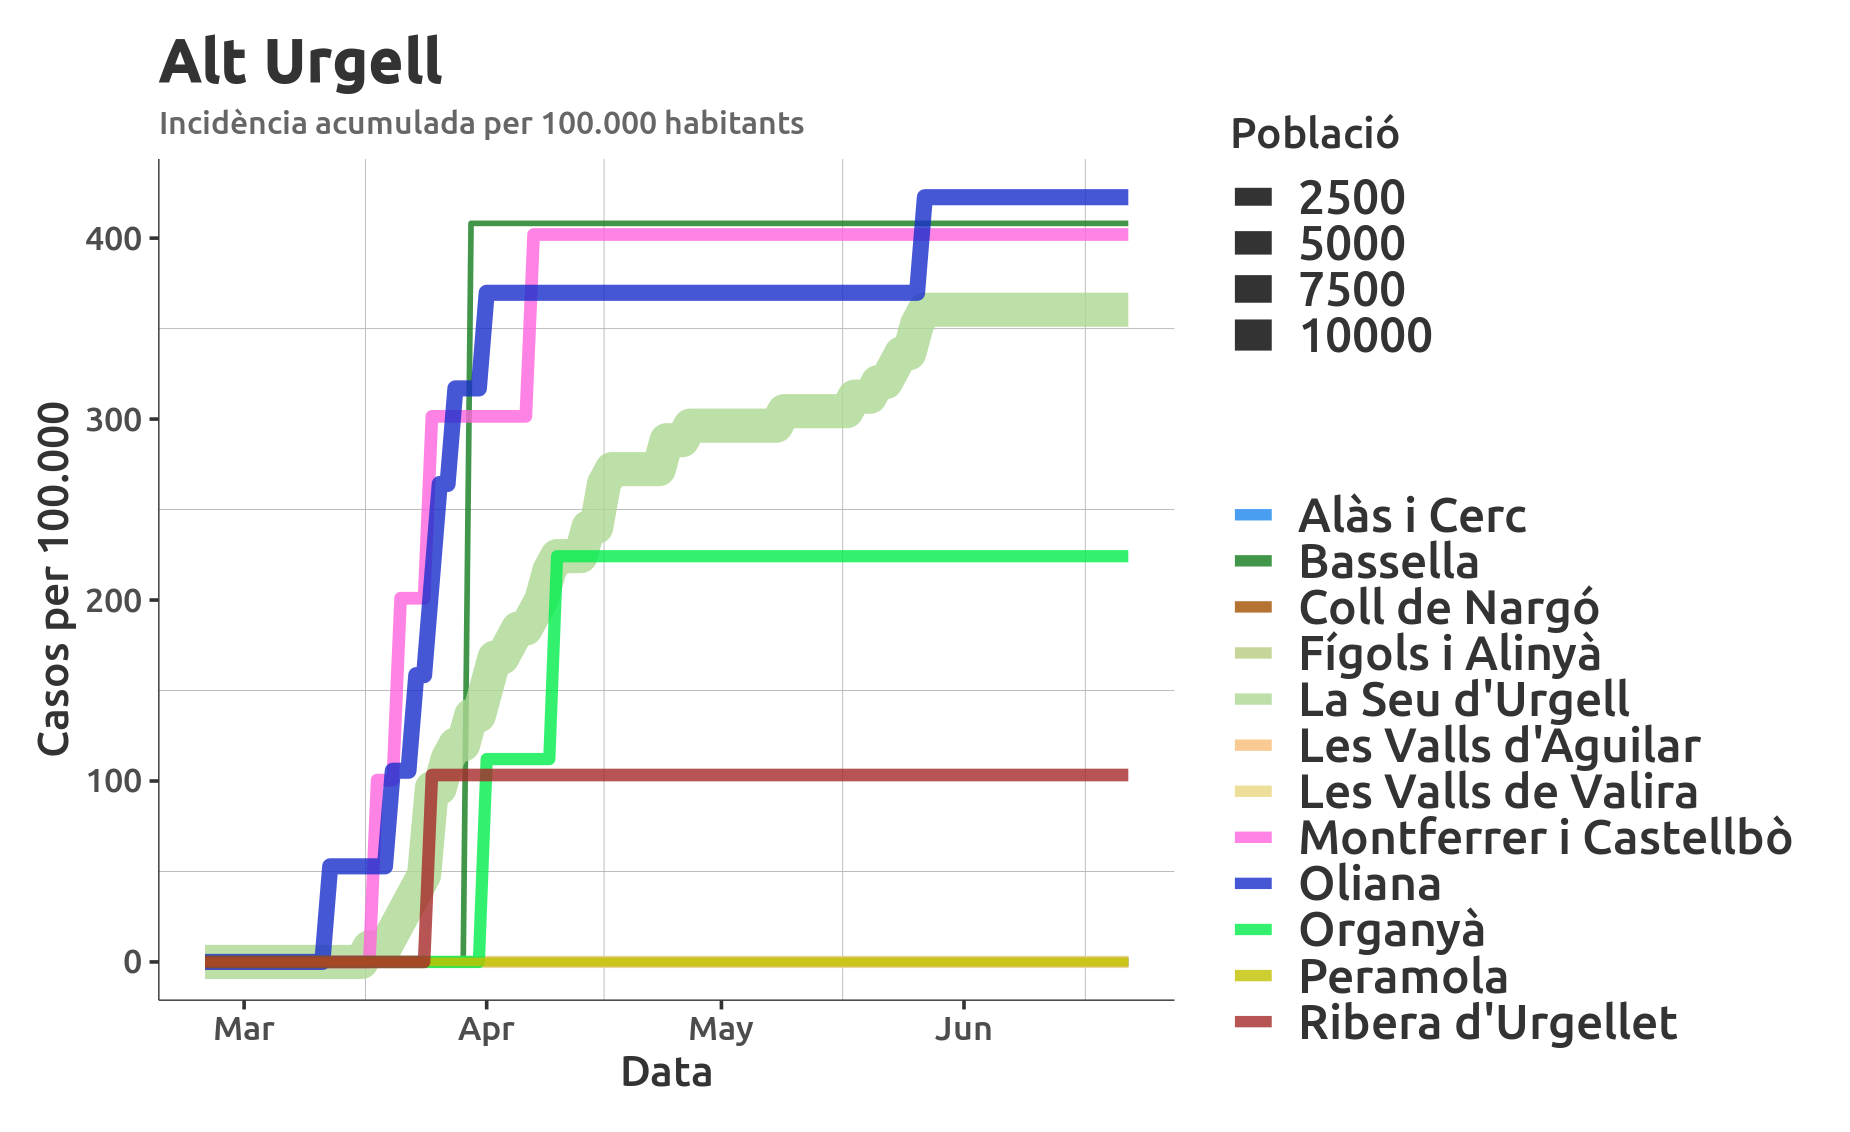 Alt Urgell
Incidència acumulada per 100.000 habitants
Casos per 100.000
400
300
200
100
0
Mar Apr May Jun
Data
Població
2500
5000
7500
10000
Alàs i Cerc
Bassella
Coll de Nargó
Fígols i Alinyà
La Seu d'Urgell
Les Valls d'Aguilar
Les Valls de Valira
Montferrer i Castellbò
Oliana
Organyà
Peramola
Ribera d'Urgellet